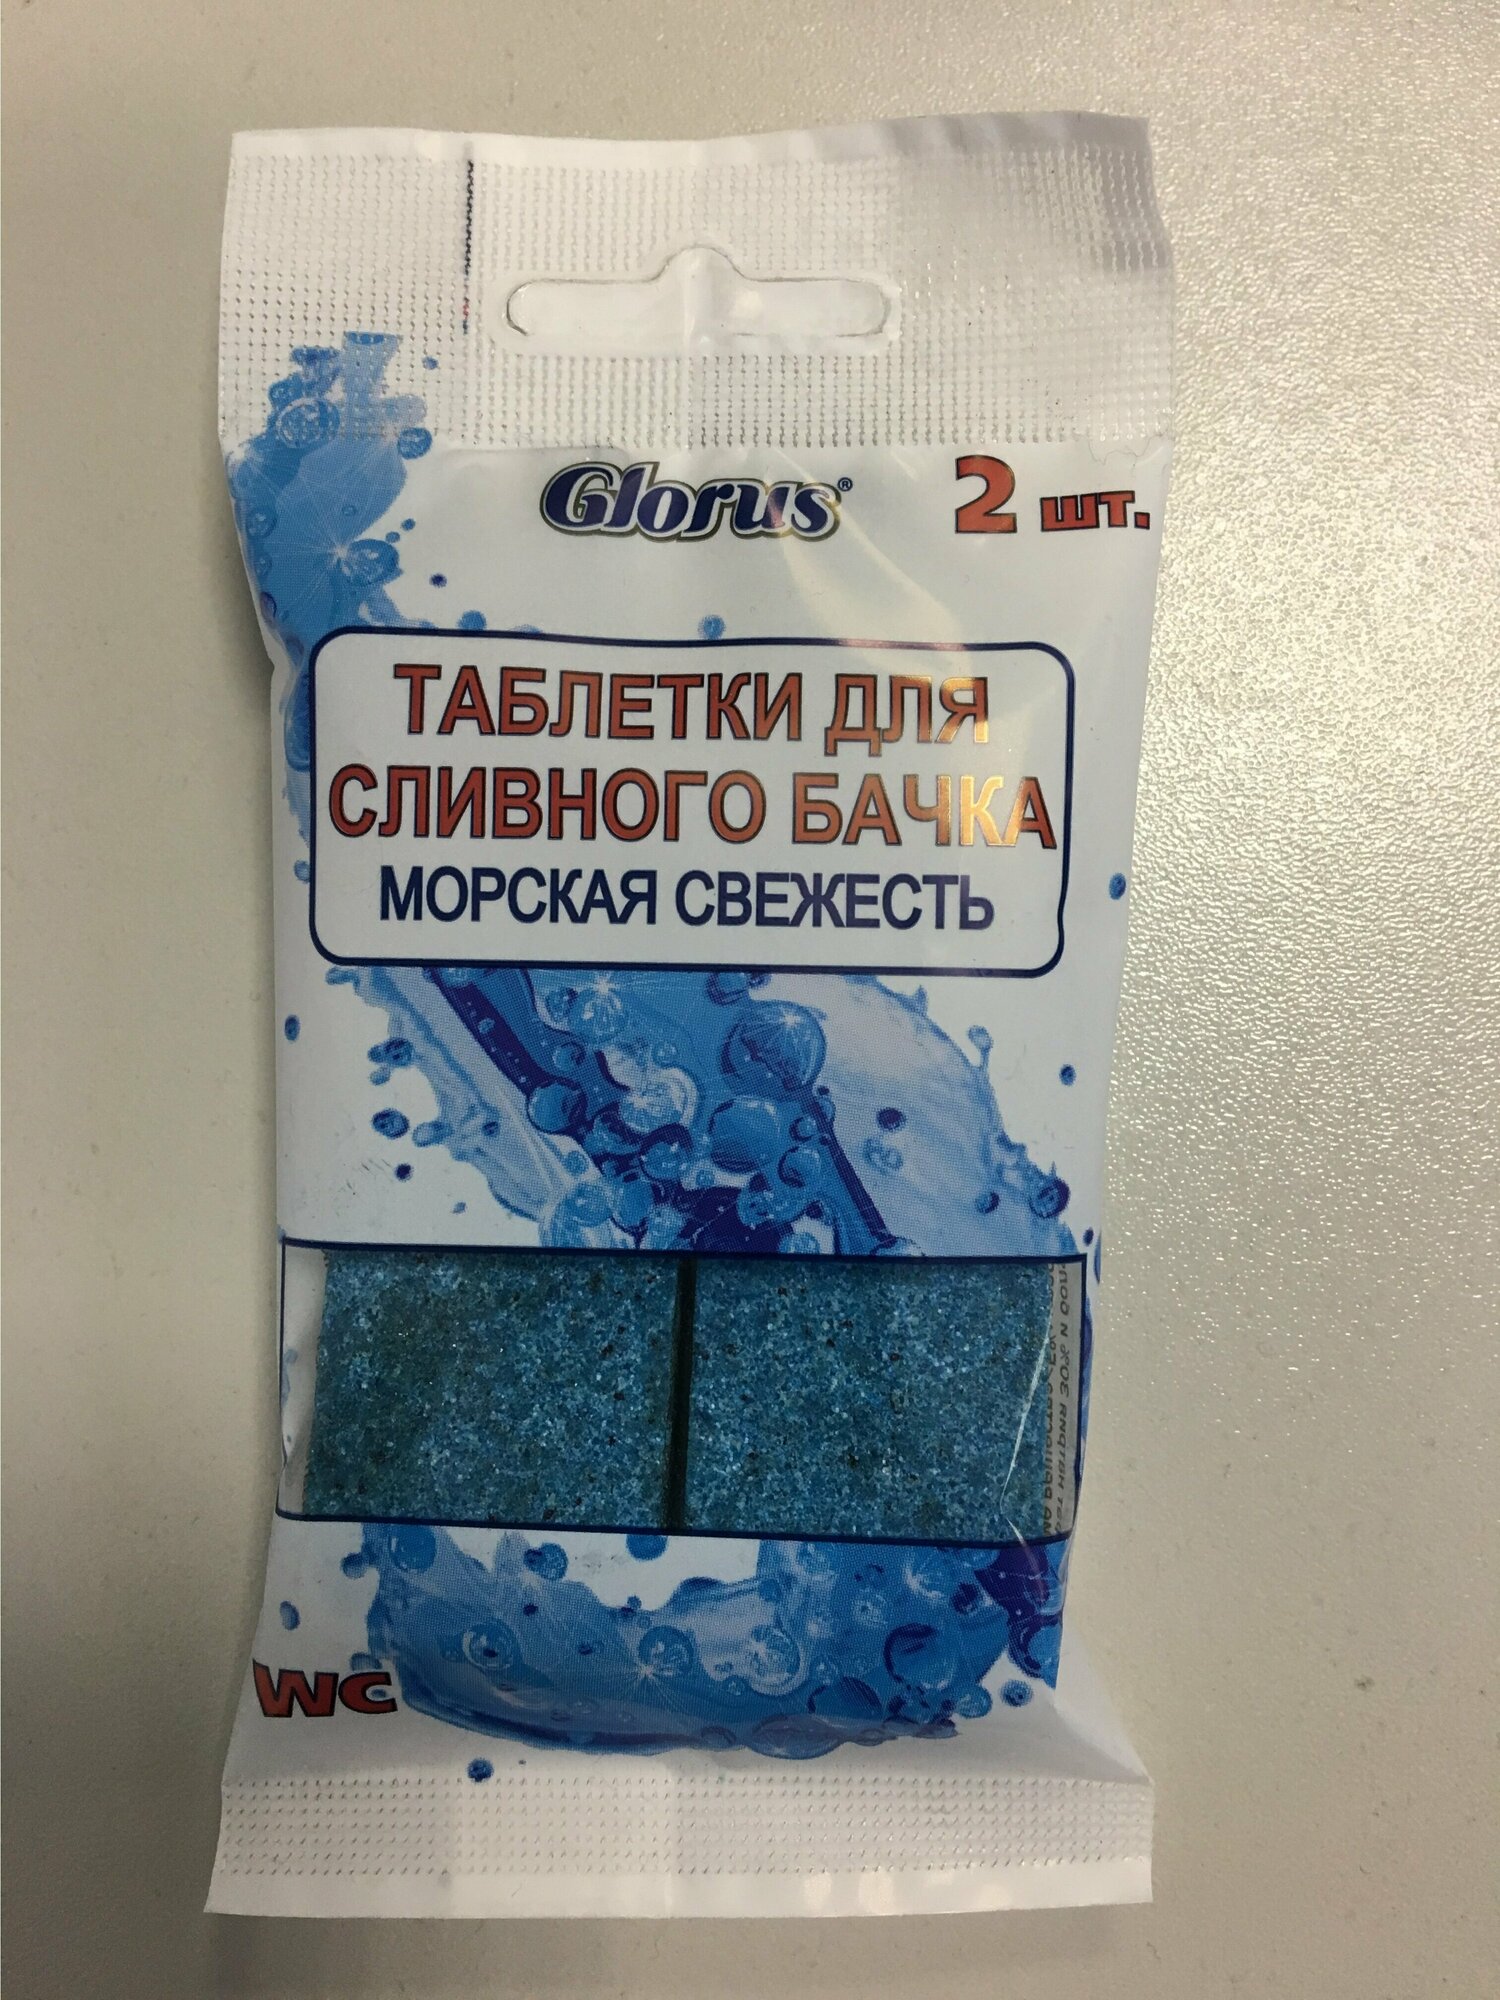 Glorus®
2 шт.
ТАБЛЕТКИ ДЛЯ
СЛИВНОГО БАЧКА
МОРСКАЯ СВЕЖЕСТЬ
WC